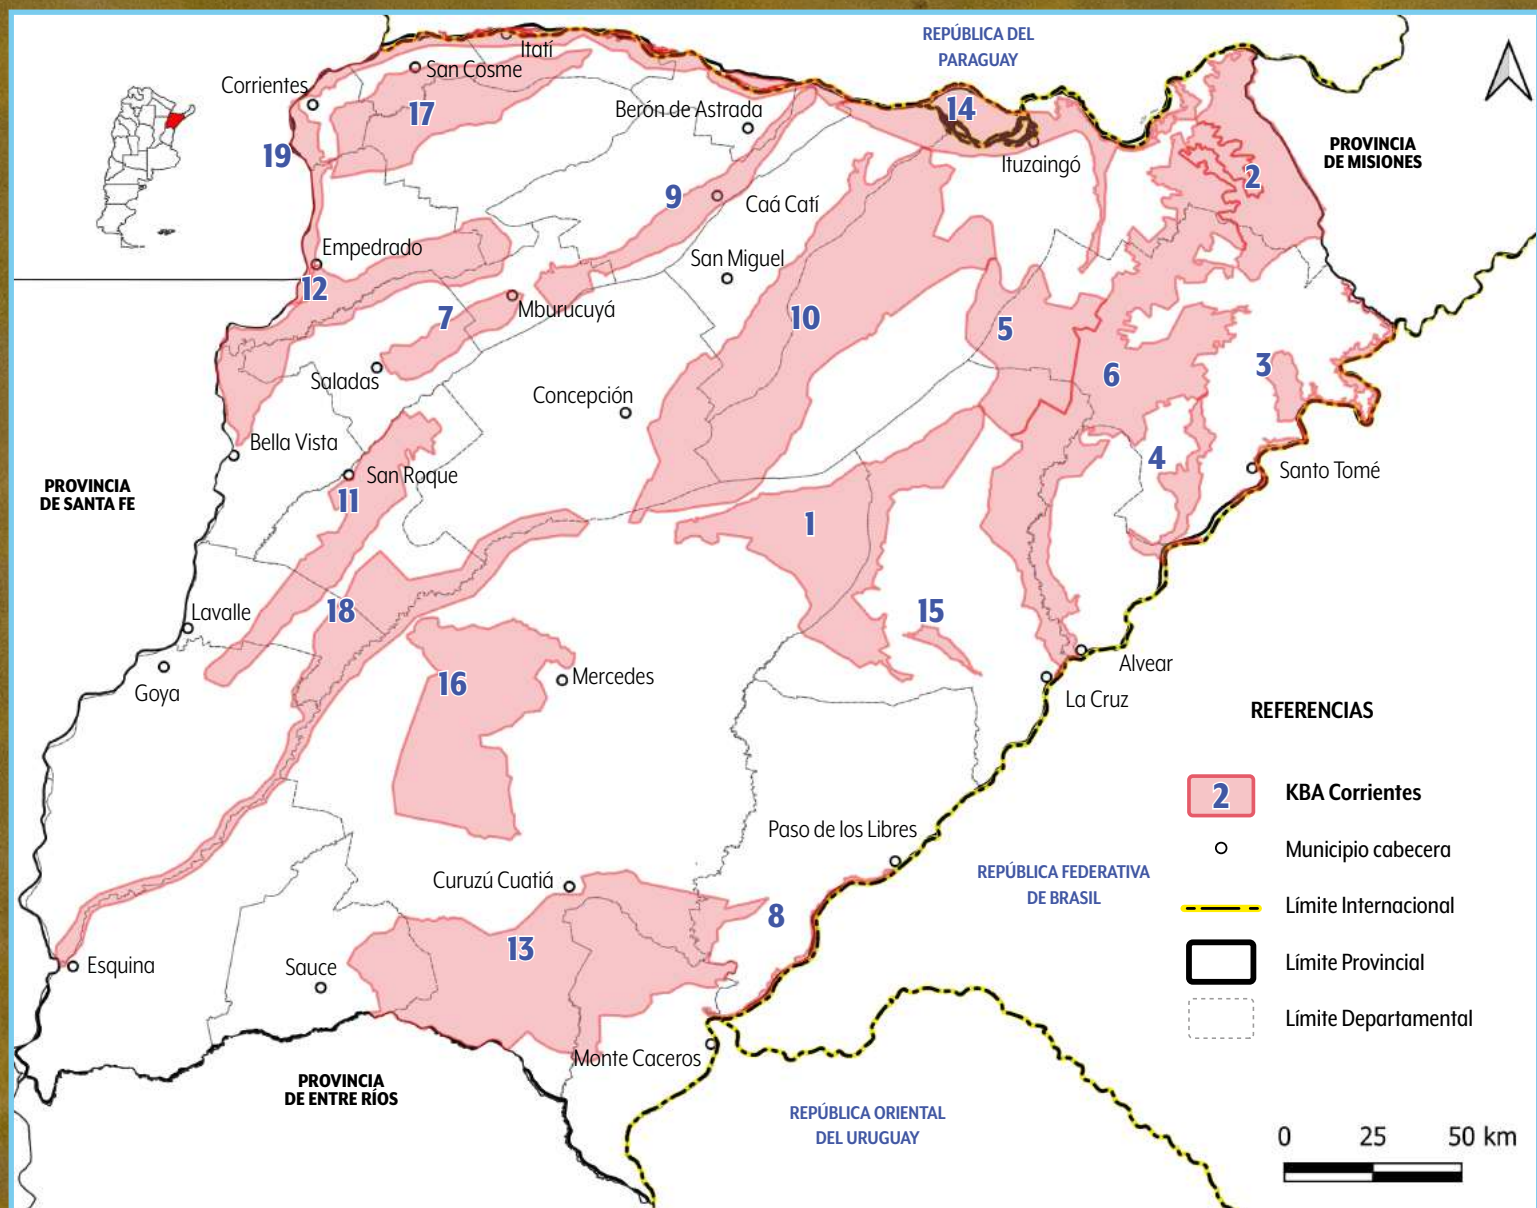 REPÚBLICA DEL
PARAGUAY
Itatí
San Cosme
Corrientes
17
Berón de Astrada
14
Ituzaingó
PROVINCIA
DE MISIONES
19
2
9
Caá Catí
Empedrado
San Miguel
12
Mburucuyá
7
10
5
Saladas
6
3
Concepción
Bella Vista
4
San Roque
Santo Tomé
PROVINCIA
DE SANTA FE
11
1
Lavalle
18
15
Goya
16
Mercedes
Alvear
La Cruz
REFERENCIAS
2
KBA Corrientes
Municipio cabecera
Límite Internacional
Límite Provincial
Límite Departamental
Paso de los Libres
REPÚBLICA FEDERATIVA
DE BRASIL
Curuzú Cuatiá
8
13
Esquina
Sauce
Monte Caceros
PROVINCIA
DE ENTRE RÍOS
REPÚBLICA ORIENTAL
DEL URUGUAY
0 25 50 km